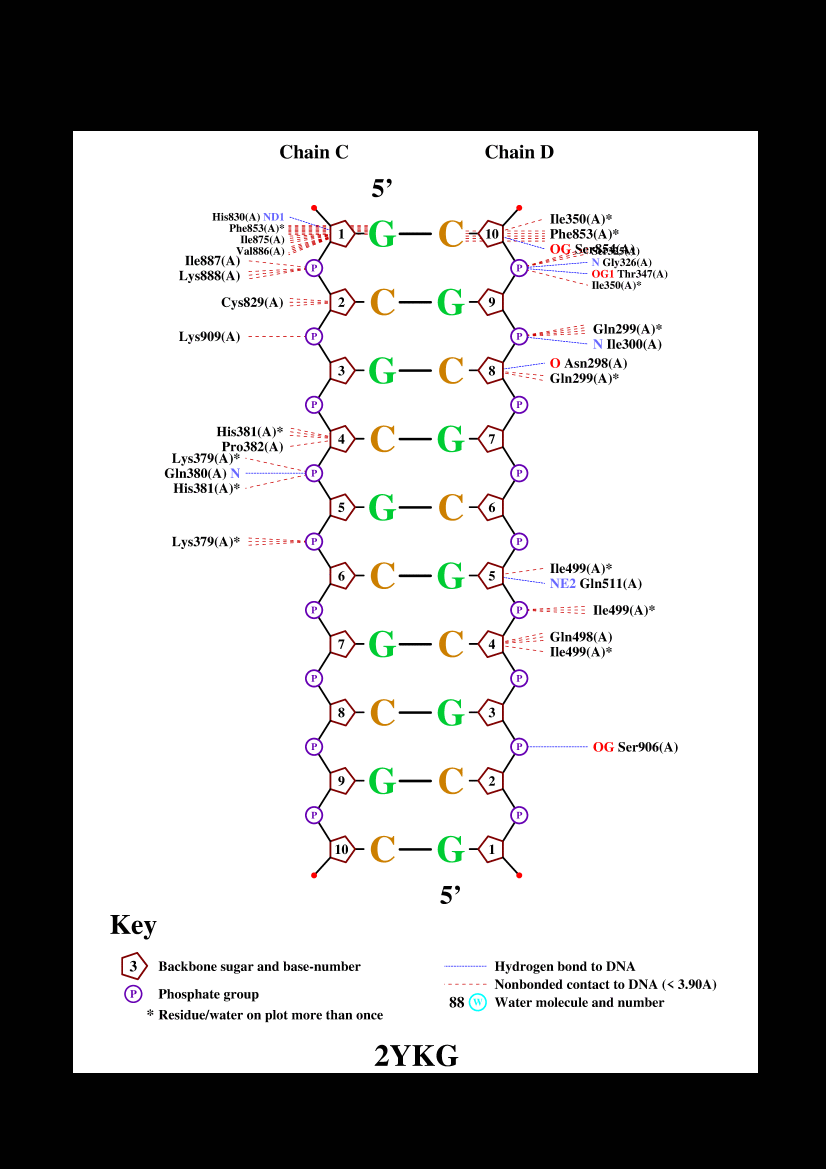 Chain C Chain D
5’
His830(A) ND1
Phe853(A)*
Ile875(A)
Val886(A)
Ile887(A)
Lys888(A)
Cys829(A)
Lys909(A)
His381(A)*
Pro382(A)
Lys379(A)*
Gln380(A) N
His381(A)*
Lys379(A)*
1 G C 10
P P
2 C G 9
P P
3 G C 8
P P
4 C G 7
P P
5 G C 6
P P
6 C G 5
P P
7 G C 4
P P
8 C G 3
P P
9 G C 2
P P
10 C G 1
Ile350(A)*
Phe853(A)*
OG Ser854(A)
N Gly326(A)
OG1 Thr347(A)
Ile350(A)*
Gln299(A)*
N Ile300(A)
O Asn298(A)
Gln299(A)*
Ile499(A)*
NE2 Gln511(A)
Ile499(A)*
Gln498(A)
Ile499(A)*
OG Ser906(A)
5’
Key
3 Backbone sugar and base-number
P Phosphate group
* Residue/water on plot more than once
Hydrogen bond to DNA
Nonbonded contact to DNA (< 3.90A)
88 W Water molecule and number
2YKG